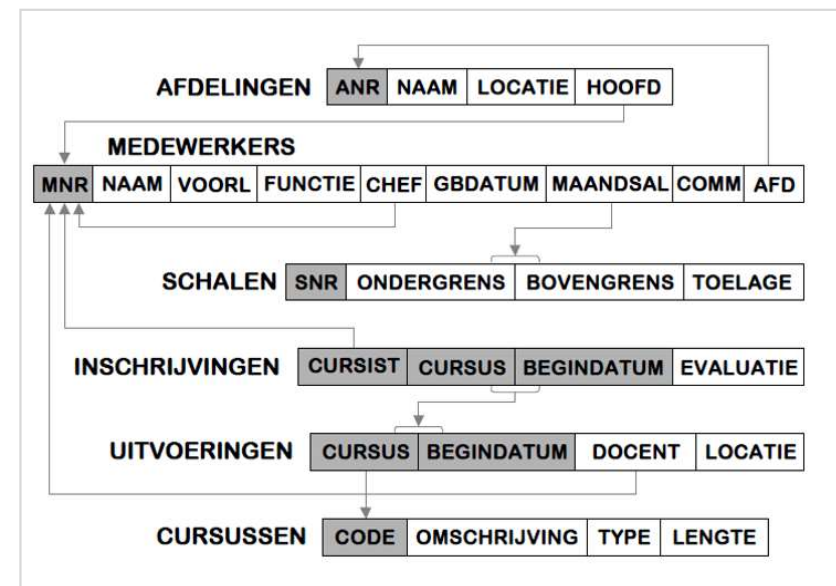 AFDELINGEN ANR NAAM LOCATIE HOOFD
MEDEWERKERS
MNR NAAM VOORL FUNCTIE CHEF GBDATUM MAANDSAL COMM AFD
SCHALEN SNR ONDERGRENS BOVENGRENS TOELAGE
INSCHRIJVINGEN CURSIST CURSUS BEGINDATUM EVALUATIE
UITVOERINGEN CURSUS BEGINDATUM DOCENT LOCATIE
CURSUSSEN CODE OMSCHRIJVING TYPE LENGTE